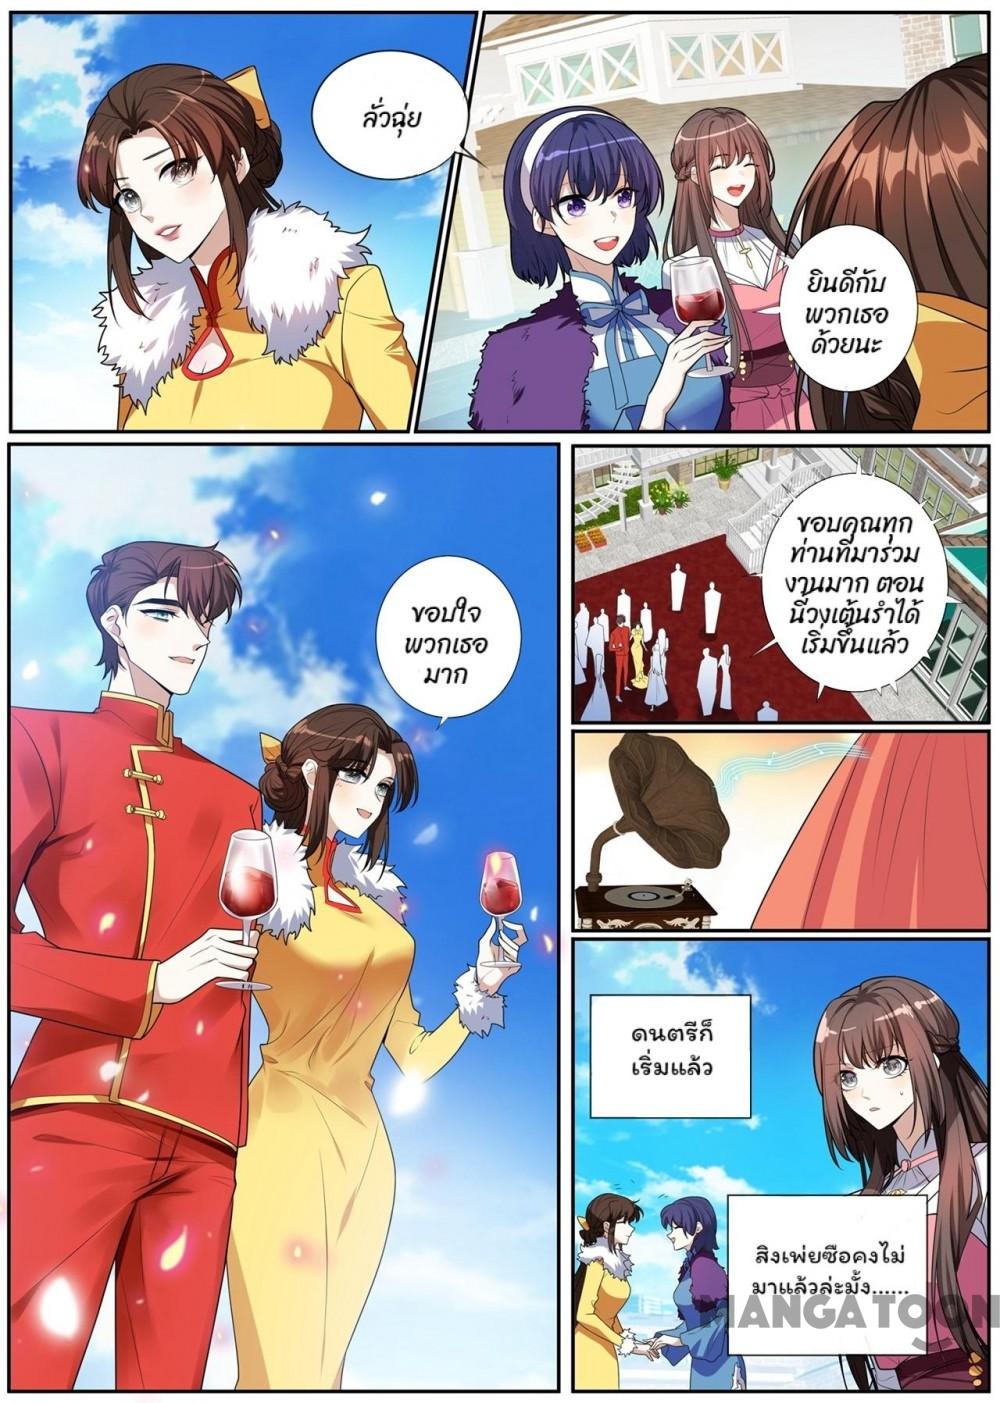 ลั่วฉุ่ย
ยินดีกับ
พวกเธอ
ด้วยนะ
ขอบใจ
พวกเธอ
มาก
ขอบคุณทุก
ท่านที่มาร่วม
งานมาก ตอน
นี้วงเต้นรำได้
เริ่มขึ้นแล้ว
ดนตรีก็
เริ่มแล้ว
สิงเพ่ยซือคงไม่
มาแล้วล่ะมั้ง......
MANGATOON